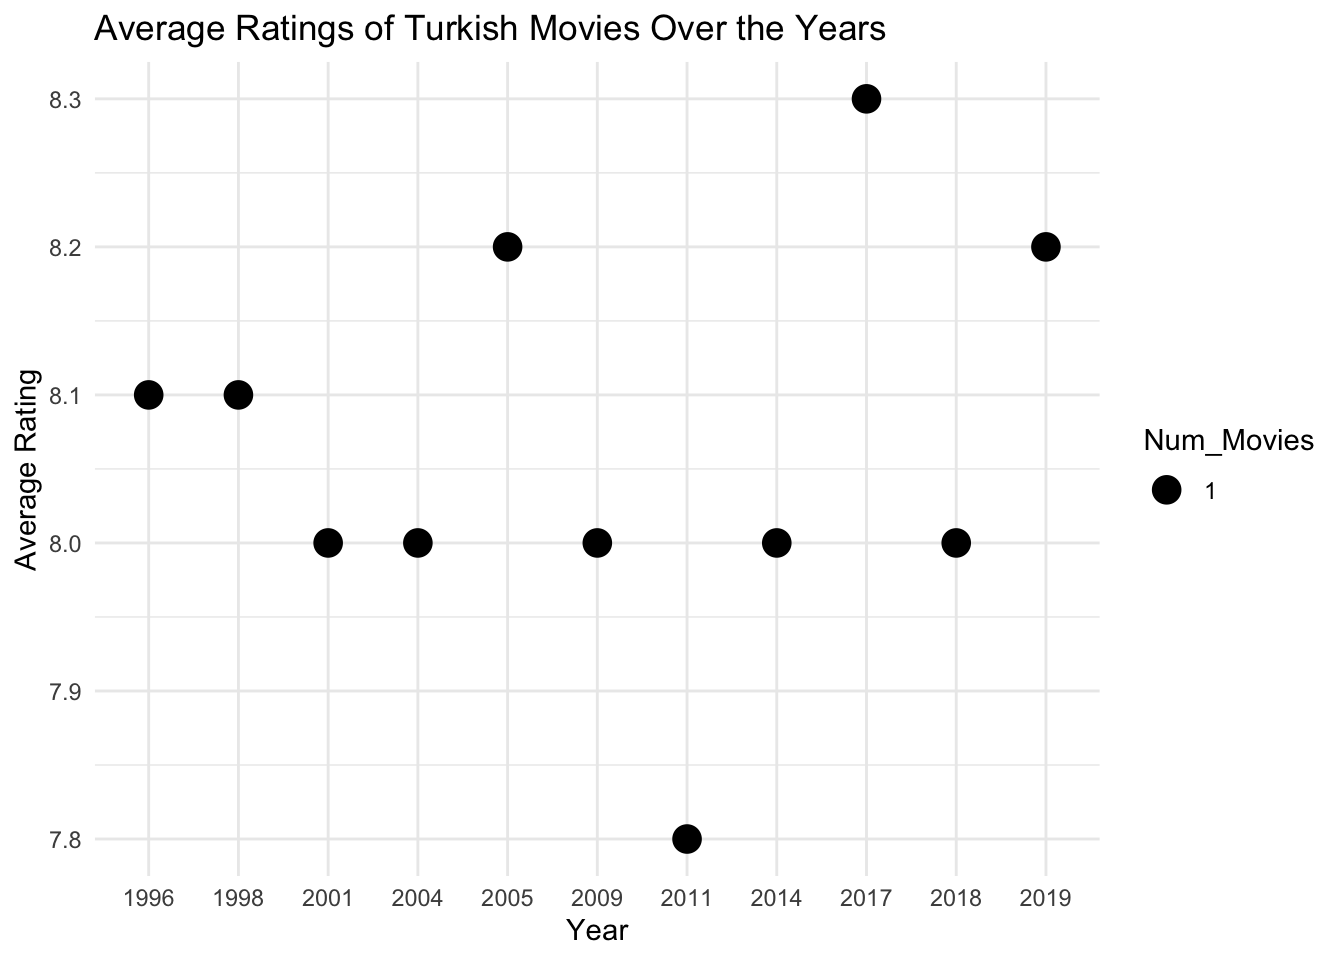 Average Ratings of Turkish Movies Over the Years
8.3
8.2
8.1
8.0
7.9
7.8
Average Rating
1996 1998 2001 2004 2005 2009 2011 2014 2017 2018 2019
Year
Num_Movies
1